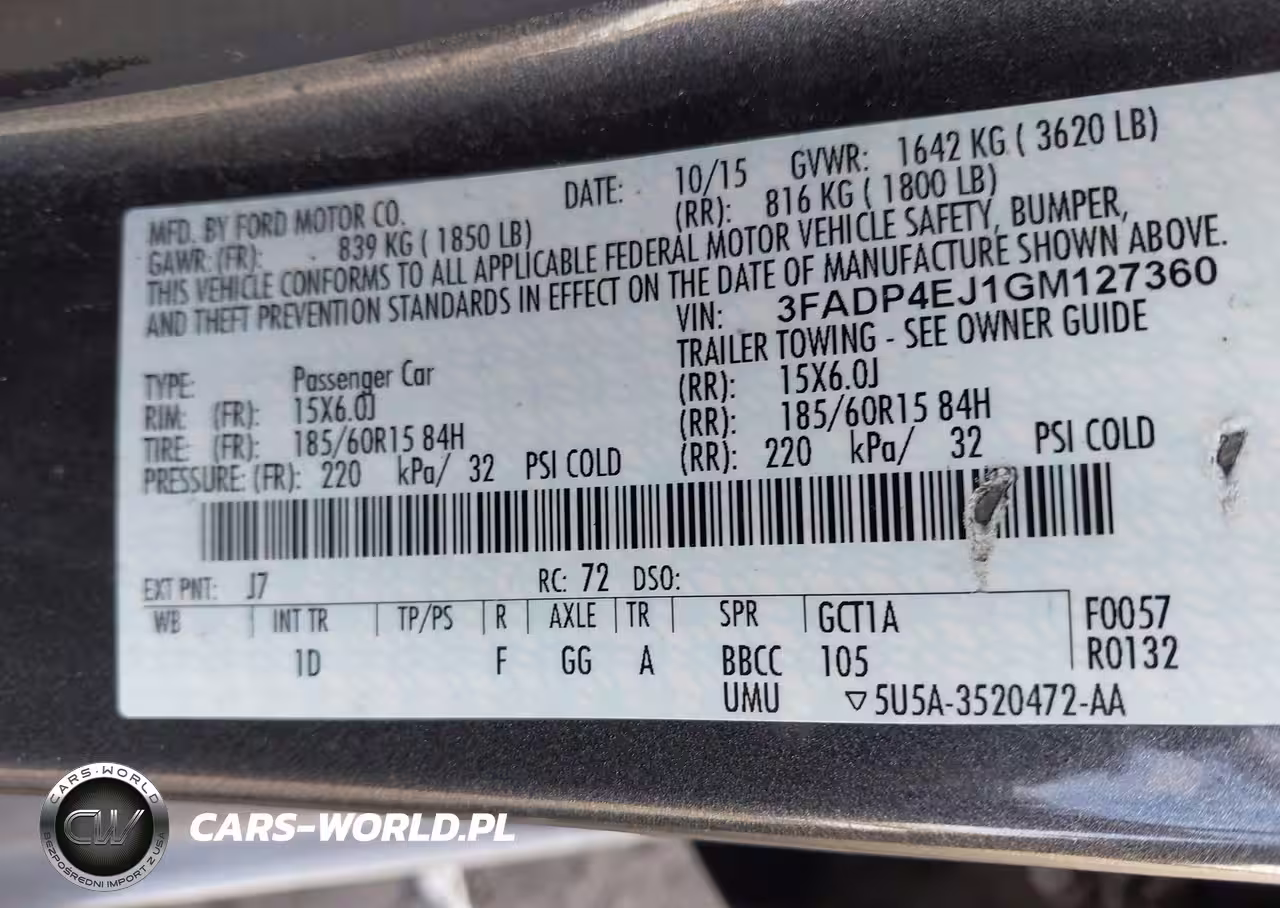 MFD. BY FORD MOTOR CO. DATE: 10/15 GVWR: 1642 KG ( 3620 LB)
GAWR: (FR): 839 KG ( 1850 LB) (RR): 816 KG ( 1800 LB)
THIS VEHICLE CONFORMS TO ALL APPLICABLE FEDERAL MOTOR VEHICLE SAFETY, BUMPER,
AND THEFT PREVENTION STANDARDS IN EFFECT ON THE DATE OF MANUFACTURE SHOWN ABOVE.
VIN: 3FADP4EJ1GM127360
TRAILER TOWING - SEE OWNER GUIDE
TYPE: Passenger Car
RIM: (FR): 15X6.0J (RR): 15X6.0J
TIRE: (FR): 185/60R15 84H (RR): 185/60R15 84H
PRESSURE: (FR): 220 kPa/ 32 PSI COLD (RR): 220 kPa/ 32 PSI COLD
EXT PNT: J7 RC: 72 DSO:
WB INT TR TP/PS R AXLE TR SPR GCT1A F0057
1D F GG A BBCC 105 R0132
UMU ▽5U5A-3520472-AA
CARS-WORLD
CW
BEZPOŚREDNI IMPORT Z USA
CARS-WORLD.PL